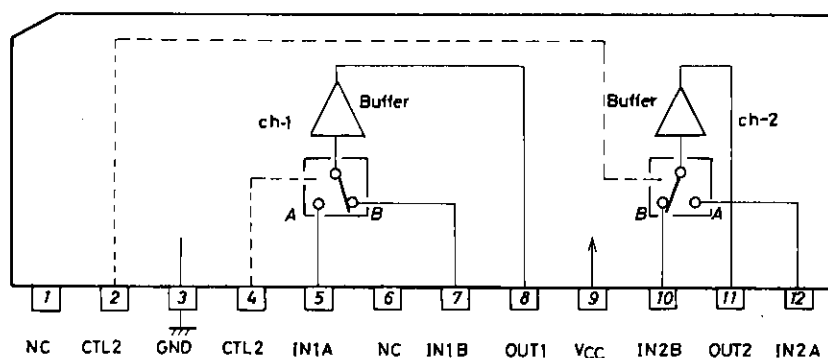 Buffer
Buffer
ch-1
ch-2
A
B
B
A
1 2 3 4 5 6 7 8 9 10 11 12
NC CTL2 GND CTL2 IN1A NC IN1B OUT1 VCC IN2B OUT2 IN2A